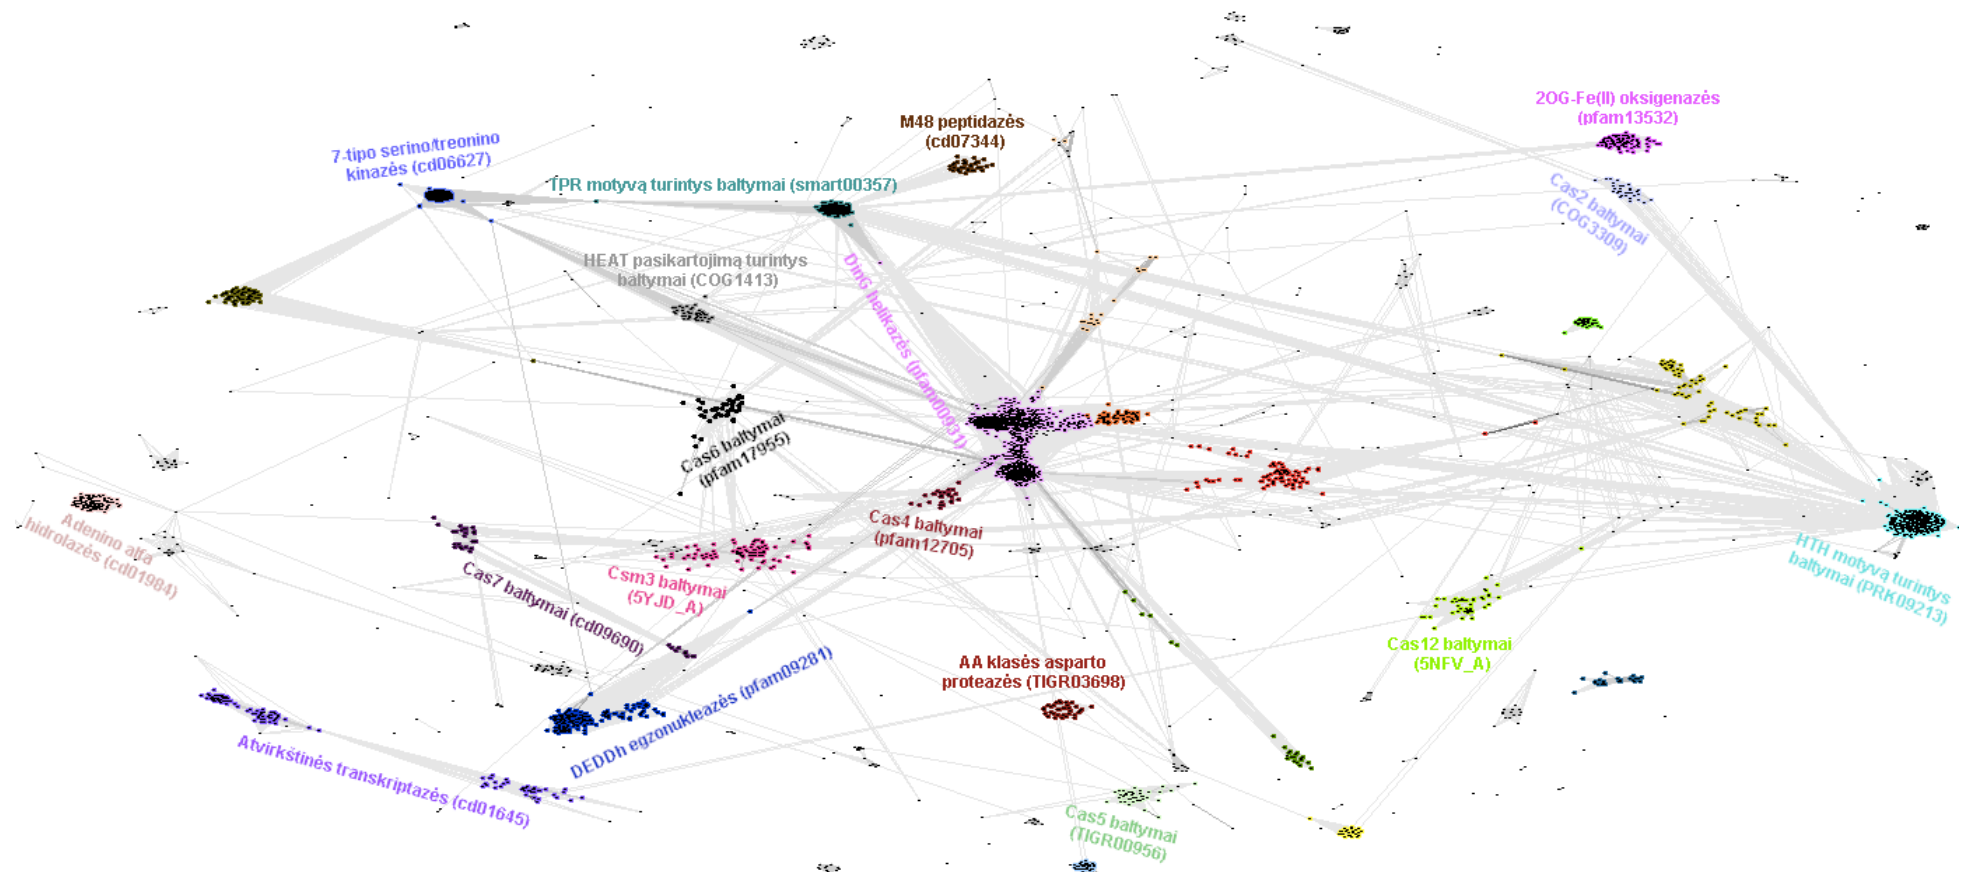 2OG-Fe(II) oksigenazės
(pfam13532)
M48 peptidazės
(cd07344)
7-tipo serino/treonino
kinazės (cd06627)
TPR motyvą turintys baltymai (smart00357)
Cas2 baltymai
(COG3309)
HEAT pasikartojimą turintys
baltymai (COG1413)
DinG helikazės (pfam00931)
Cas6 baltymai
(pfam17955)
Adenino alfa
hidrolazės (cd01984)
Cas4 baltymai
(pfam12705)
HTH motyvą turintys
baltymai (PRK09213)
Cas7 baltymai (cd09690)
Csm3 baltymai
(5YJD_A)
Cas12 baltymai
(5NFV_A)
AA klasės asparto
proteazės (TIGR03698)
DEDDh egzonukleazės (pfam09281)
Atvirkštinės transkriptazės (cd01645)
Cas5 baltymai
(TIGR00956)